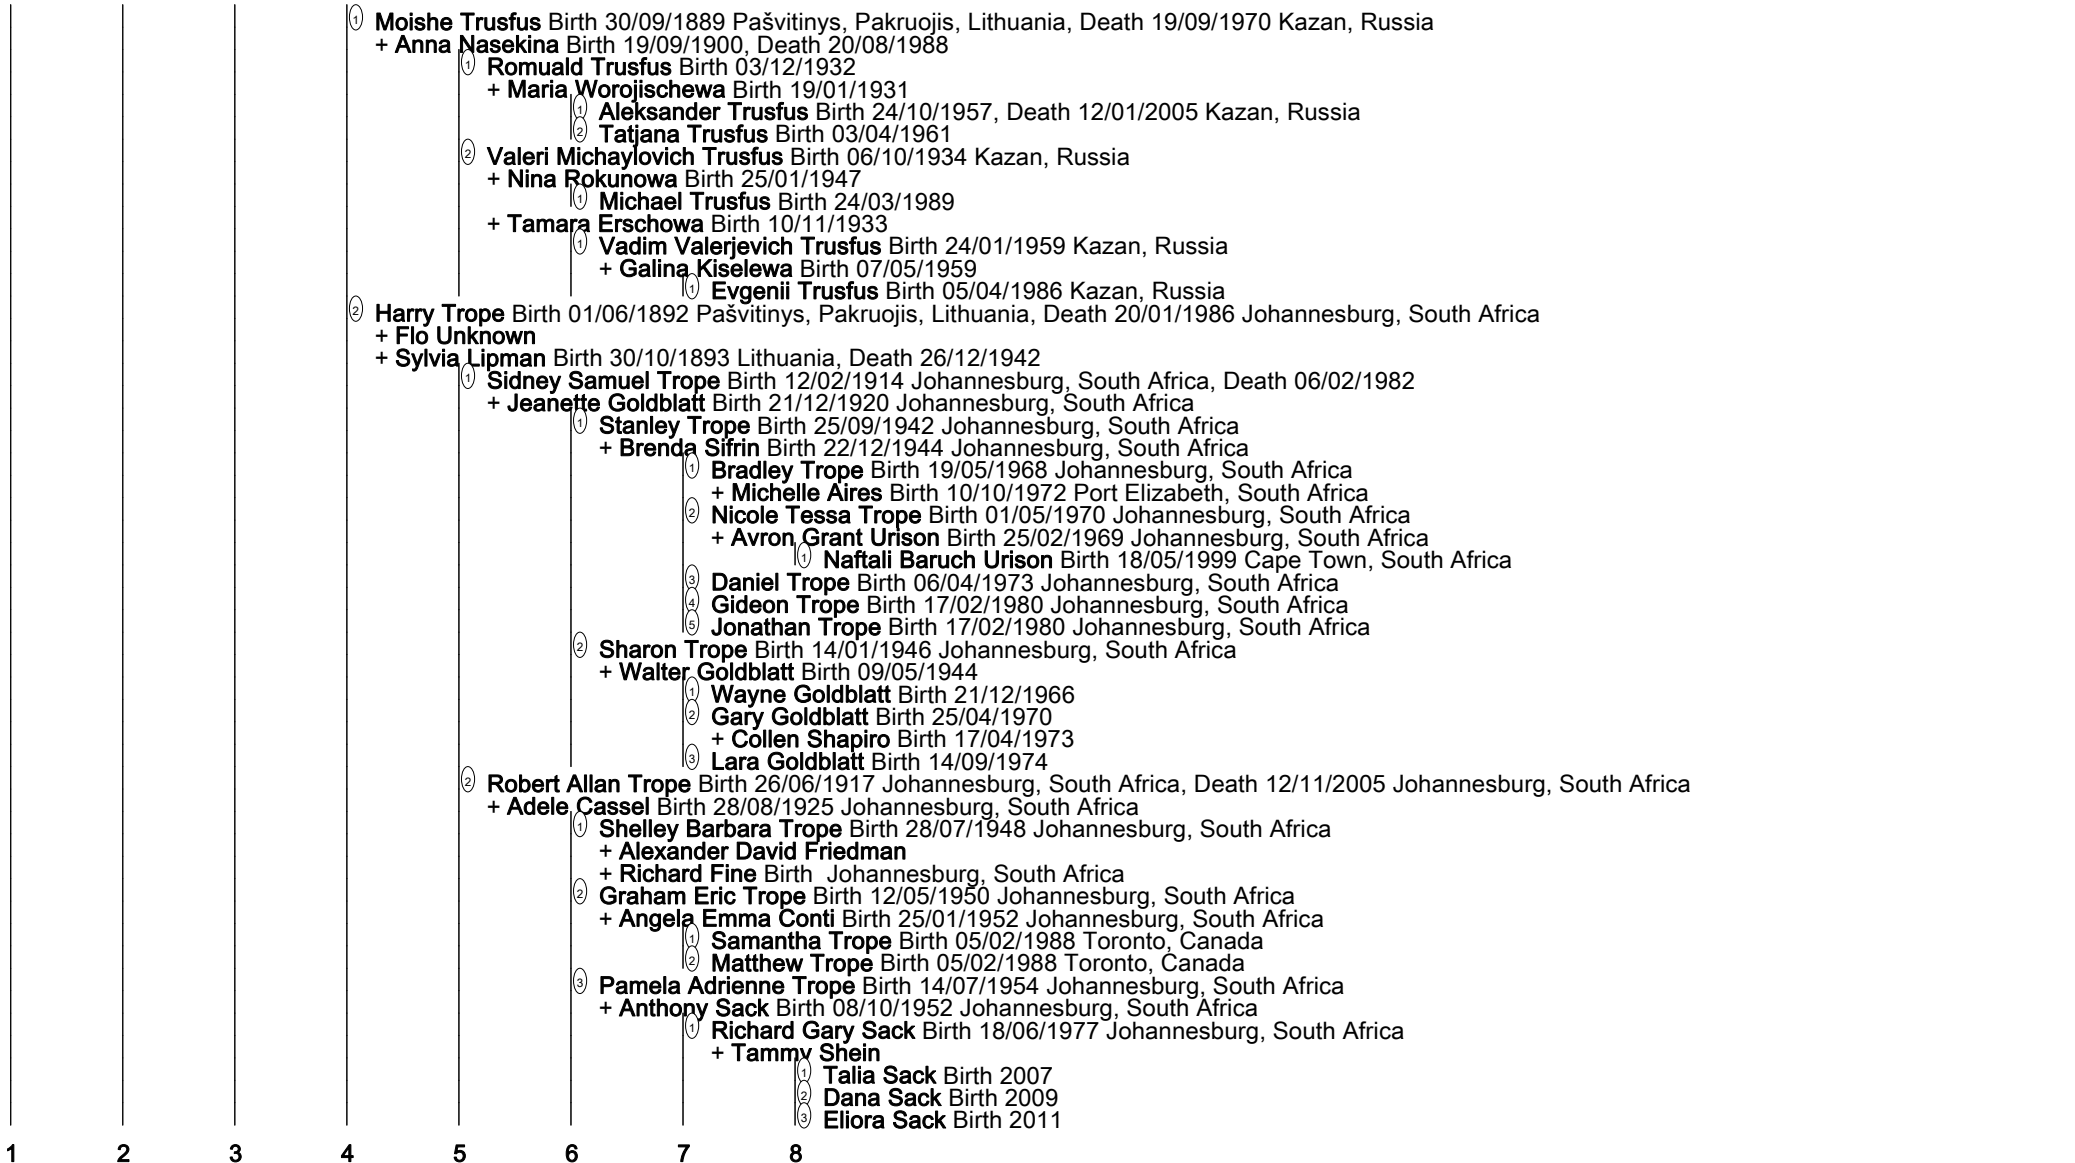 1 Moishe Trusfus Birth 30/09/1889 Pašvitinys, Pakruojis, Lithuania, Death 19/09/1970 Kazan, Russia
+ Anna Nasekina Birth 19/09/1900, Death 20/08/1988
1 Romuald Trusfus Birth 03/12/1932
+ Maria Worojischewa Birth 19/01/1931
1 Aleksander Trusfus Birth 24/10/1957, Death 12/01/2005 Kazan, Russia
2 Tatjana Trusfus Birth 03/04/1961
2 Valeri Michaylovich Trusfus Birth 06/10/1934 Kazan, Russia
+ Nina Rokunowa Birth 25/01/1947
1 Michael Trusfus Birth 24/03/1989
+ Tamara Erschowa Birth 10/11/1933
1 Vadim Valerjevich Trusfus Birth 24/01/1959 Kazan, Russia
+ Galina Kiselewa Birth 07/05/1959
1 Evgenii Trusfus Birth 05/04/1986 Kazan, Russia
2 Harry Trope Birth 01/06/1892 Pašvitinys, Pakruojis, Lithuania, Death 20/01/1986 Johannesburg, South Africa
+ Flo Unknown
+ Sylvia Lipman Birth 30/10/1893 Lithuania, Death 26/12/1942
1 Sidney Samuel Trope Birth 12/02/1914 Johannesburg, South Africa, Death 06/02/1982
+ Jeanette Goldblatt Birth 21/12/1920 Johannesburg, South Africa
1 Stanley Trope Birth 25/09/1942 Johannesburg, South Africa
+ Brenda Sifrin Birth 22/12/1944 Johannesburg, South Africa
1 Bradley Trope Birth 19/05/1968 Johannesburg, South Africa
+ Michelle Aires Birth 10/10/1972 Port Elizabeth, South Africa
2 Nicole Tessa Trope Birth 01/05/1970 Johannesburg, South Africa
+ Avron Grant Urison Birth 25/02/1969 Johannesburg, South Africa
1 Naftali Baruch Urison Birth 18/05/1999 Cape Town, South Africa
3 Daniel Trope Birth 06/04/1973 Johannesburg, South Africa
4 Gideon Trope Birth 17/02/1980 Johannesburg, South Africa
5 Jonathan Trope Birth 17/02/1980 Johannesburg, South Africa
2 Sharon Trope Birth 14/01/1946 Johannesburg, South Africa
+ Walter Goldblatt Birth 09/05/1944
1 Wayne Goldblatt Birth 21/12/1966
2 Gary Goldblatt Birth 25/04/1970
+ Collen Shapiro Birth 17/04/1973
3 Lara Goldblatt Birth 14/09/1974
2 Robert Allan Trope Birth 26/06/1917 Johannesburg, South Africa, Death 12/11/2005 Johannesburg, South Africa
+ Adele Cassel Birth 28/08/1925 Johannesburg, South Africa
1 Shelley Barbara Trope Birth 28/07/1948 Johannesburg, South Africa
+ Alexander David Friedman
+ Richard Fine Birth  Johannesburg, South Africa
2 Graham Eric Trope Birth 12/05/1950 Johannesburg, South Africa
+ Angela Emma Conti Birth 25/01/1952 Johannesburg, South Africa
1 Samantha Trope Birth 05/02/1988 Toronto, Canada
2 Matthew Trope Birth 05/02/1988 Toronto, Canada
3 Pamela Adrienne Trope Birth 14/07/1954 Johannesburg, South Africa
+ Anthony Sack Birth 08/10/1952 Johannesburg, South Africa
1 Richard Gary Sack Birth 18/06/1977 Johannesburg, South Africa
+ Tammy Shein
1 Talia Sack Birth 2007
2 Dana Sack Birth 2009
3 Eliora Sack Birth 2011
1 2 3 4 5 6 7 8